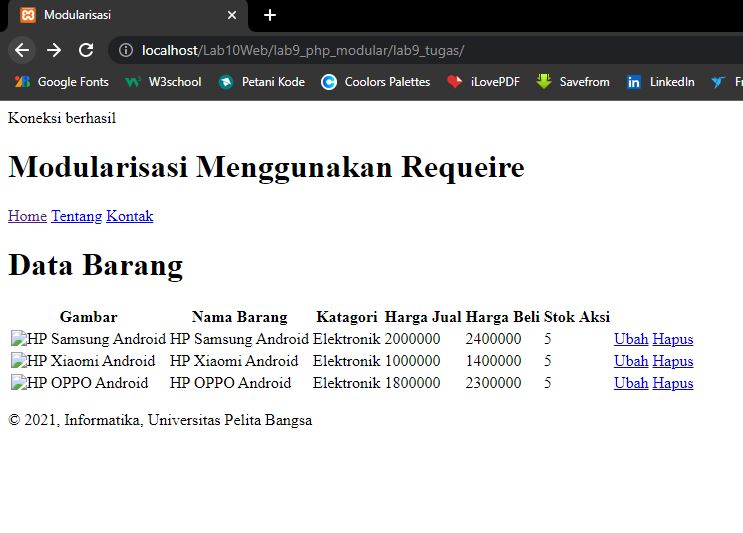 Modularisasi
localhost/Lab10Web/lab9_php_modular/lab9_tugas/
Google Fonts W3school Petani Kode Coolors Palettes iLovePDF Savefrom LinkedIn F
Koneksi berhasil
Modularisasi Menggunakan Requeire
Home Tentang Kontak
Data Barang
Gambar Nama Barang Katagori Harga Jual Harga Beli Stok Aksi
HP Samsung Android HP Samsung Android Elektronik 2000000 2400000 5 Ubah Hapus
HP Xiaomi Android HP Xiaomi Android Elektronik 1000000 1400000 5 Ubah Hapus
HP OPPO Android HP OPPO Android Elektronik 1800000 2300000 5 Ubah Hapus
© 2021, Informatika, Universitas Pelita Bangsa